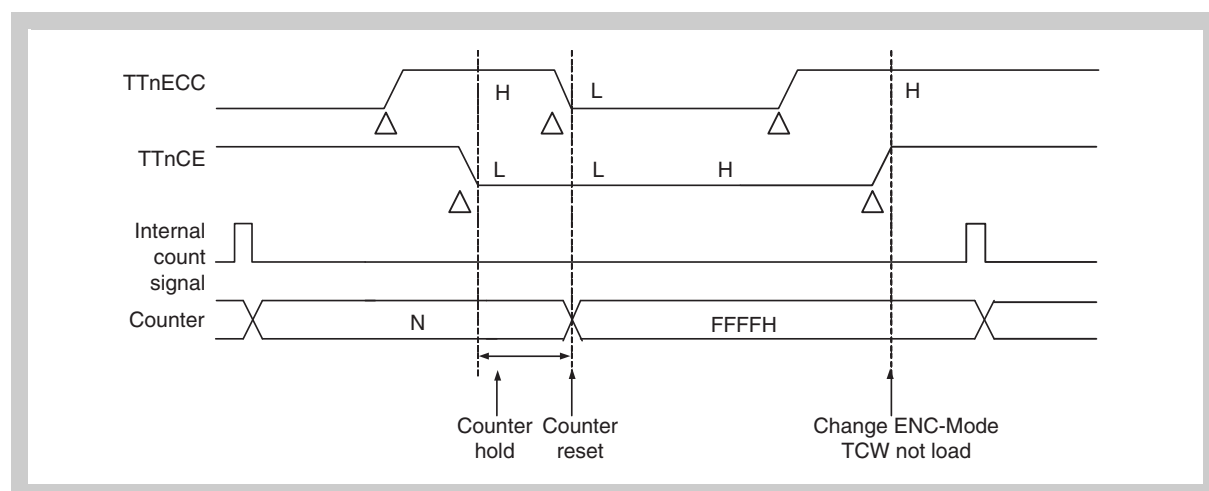 TTnECC
H
L
H
TTnCE
L
L
H
Internal
count
signal
Counter
N
FFFFH
Counter
hold
Counter
reset
Change ENC-Mode
TCW not load